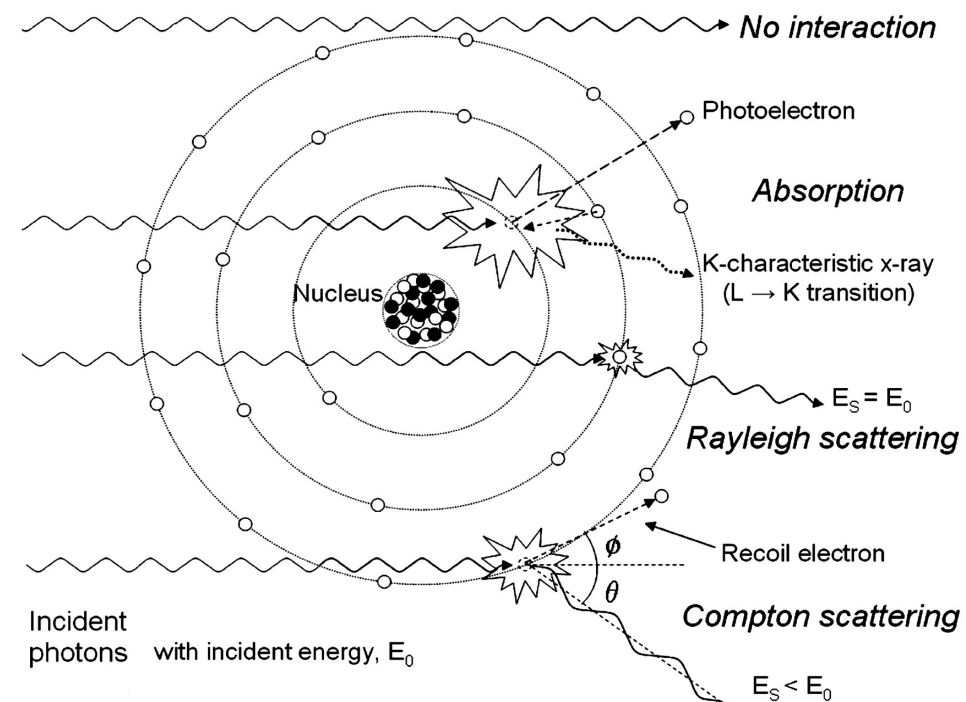 No interaction
Photoelectron
Absorption
K-characteristic x-ray
(L → K transition)
Nucleus
E_S = E_0
Rayleigh scattering
ϕ
Recoil electron
θ
Compton scattering
Incident
photons with incident energy, E_0
E_S < E_0